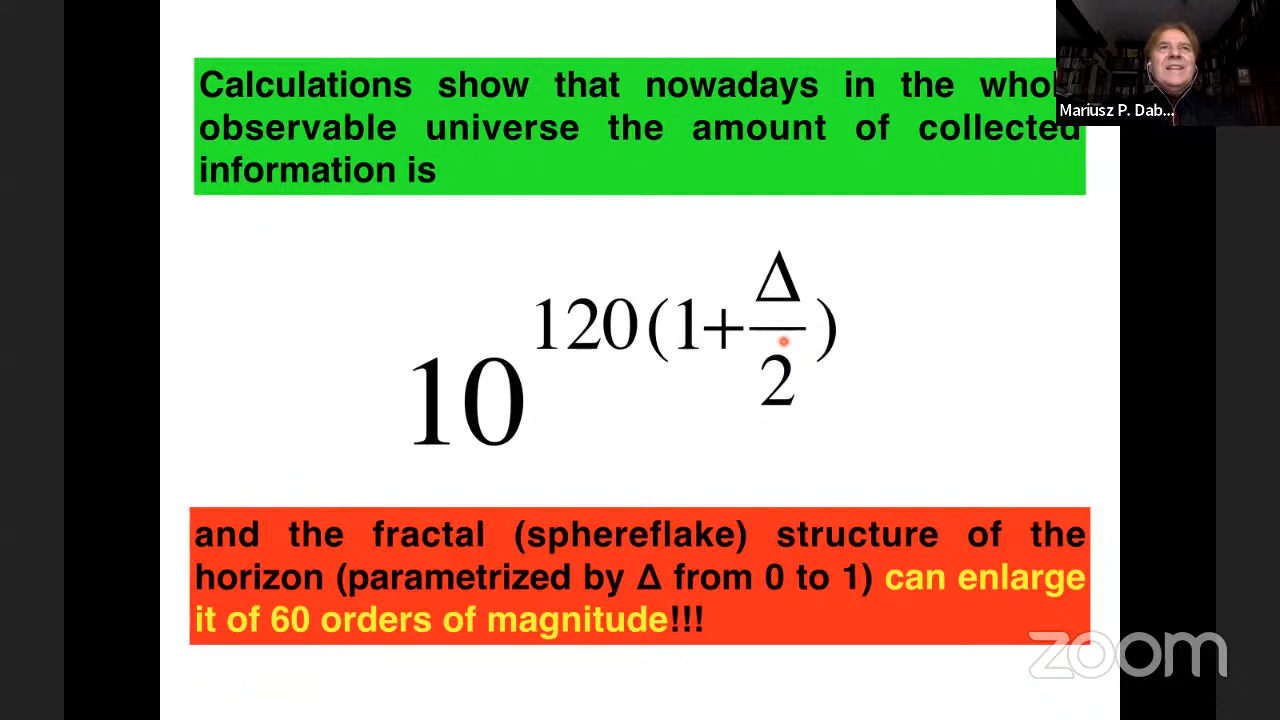 Calculations show that nowadays in the
observable universe the amount of collected
information is
10^{120(1+\frac{Δ}{2})}
and the fractal (sphereflake) structure of the
horizon (parametrized by Δ from 0 to 1) can enlarge
it of 60 orders of magnitude!!!
Mariusz P. Dab...
zoom